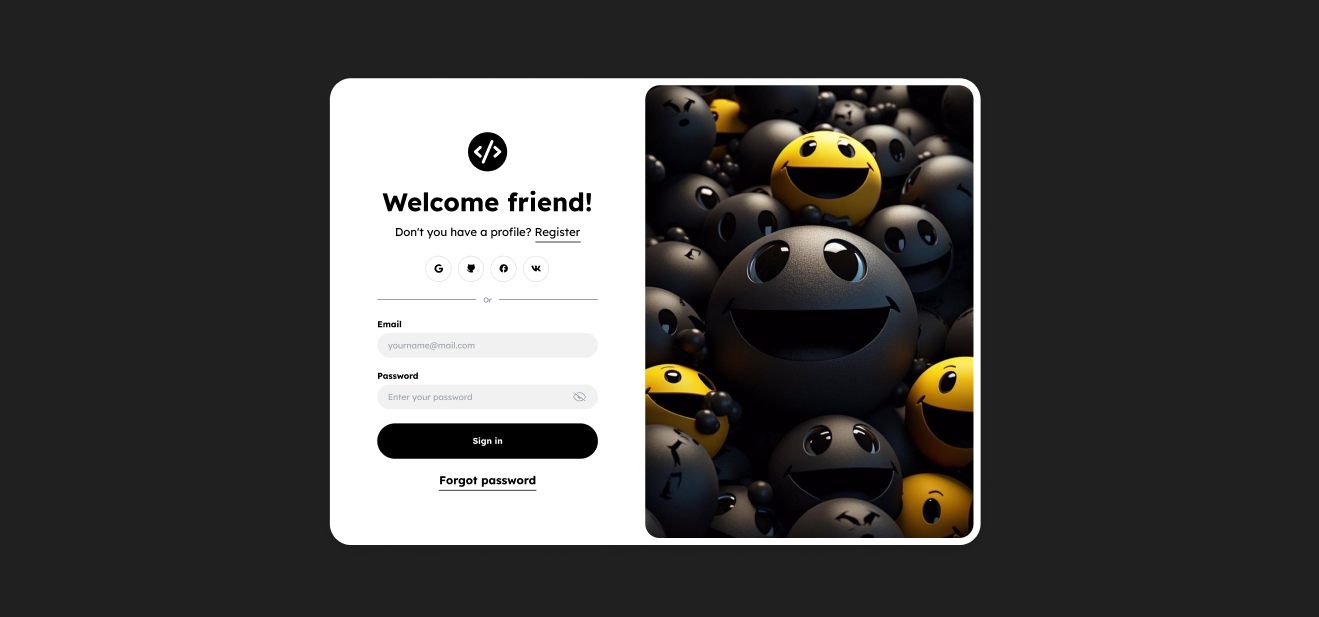 Welcome friend!
Don't you have a profile? Register
Or
Email
yourname@mail.com
Password
Enter your password
Sign in
Forgot password